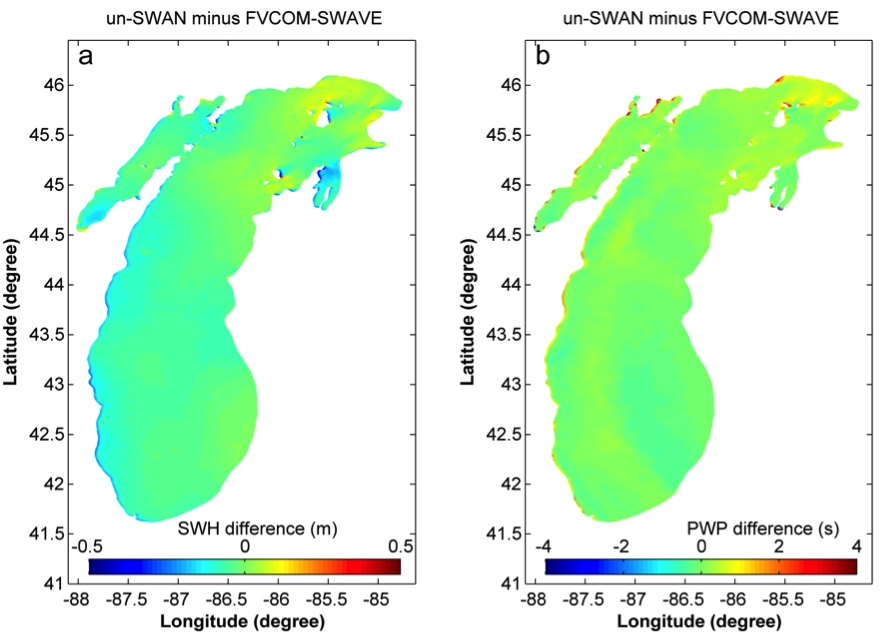 un-SWAN minus FVCOM-SWAVE
a
46
45.5
45
44.5
44
43.5
43
42.5
42
41.5
41
Latitude (degree)
SWH difference (m)
-0.5 0 0.5
-88 -87.5 -87 -86.5 -86 -85.5 -85
Longitude (degree)
un-SWAN minus FVCOM-SWAVE
b
46
45.5
45
44.5
44
43.5
43
42.5
42
41.5
41
Latitude (degree)
PWP difference (s)
-4 -2 0 2 4
-88 -87.5 -87 -86.5 -86 -85.5 -85
Longitude (degree)